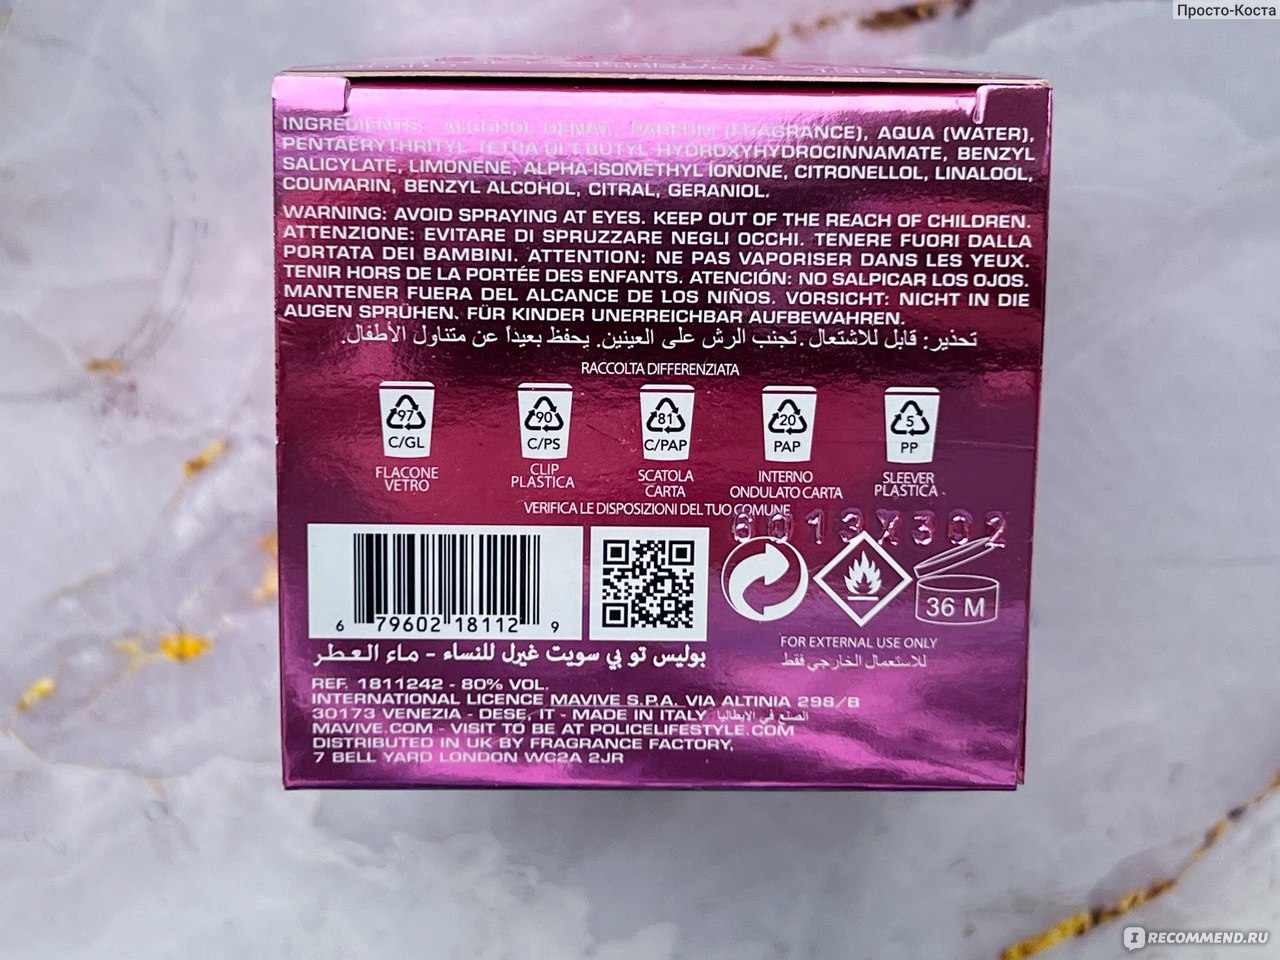 Просто-Коста
INGREDIENTS: ALCOHOL DENAT., PARFUM (FRAGRANCE), AQUA (WATER),
PENTAERYTHRITYL TETRA-DI-T-BUTYL HYDROXYHYDROCINNAMATE, BENZYL
SALICYLATE, LIMONENE, ALPHA-ISOMETHYL IONONE, CITRONELLOL, LINALOOL,
COUMARIN, BENZYL ALCOHOL, CITRAL, GERANIOL.
WARNING: AVOID SPRAYING AT EYES. KEEP OUT OF THE REACH OF CHILDREN.
ATTENZIONE: EVITARE DI SPRUZZARE NEGLI OCCHI. TENERE FUORI DALLA
PORTATA DEI BAMBINI. ATTENTION: NE PAS VAPORISER DANS LES YEUX.
TENIR HORS DE LA PORTÉE DES ENFANTS. ATENCIÓN: NO SALPICAR LOS OJOS.
MANTENER FUERA DEL ALCANCE DE LOS NIÑOS. VORSICHT: NICHT IN DIE
AUGEN SPRÜHEN. FÜR KINDER UNERREICHBAR AUFBEWAHREN.
تحذير: قابل للاشتعال. تجنب الرش على العينين. يحفظ بعيداً عن متناول الأطفال.
RACCOLTA DIFFERENZIATA
97 90 81 20 5
C/GL C/PS C/PAP PAP PP
FLACONE VETRO
CLIP PLASTICA
SCATOLA CARTA
INTERNO ONDULATO CARTA
SLEEVER PLASTICA
VERIFICA LE DISPOSIZIONI DEL TUO COMUNE
6013X302
36 M
6 79602 18112 9
FOR EXTERNAL USE ONLY
للاستعمال الخارجي فقط
بوليس تو بي سويت غيرل للنساء - ماء العطر
REF. 1811242 - 80% VOL.
INTERNATIONAL LICENCE MAVIVE S.P.A. VIA ALTINIA 298/B
30173 VENEZIA - DESE, IT - MADE IN ITALY الصنع في الايطاليا
MAVIVE.COM - VISIT TO BE AT POLICELIFESTYLE.COM
DISTRIBUTED IN UK BY FRAGRANCE FACTORY,
7 BELL YARD LONDON WC2A 2JR
IRECOMMEND.RU